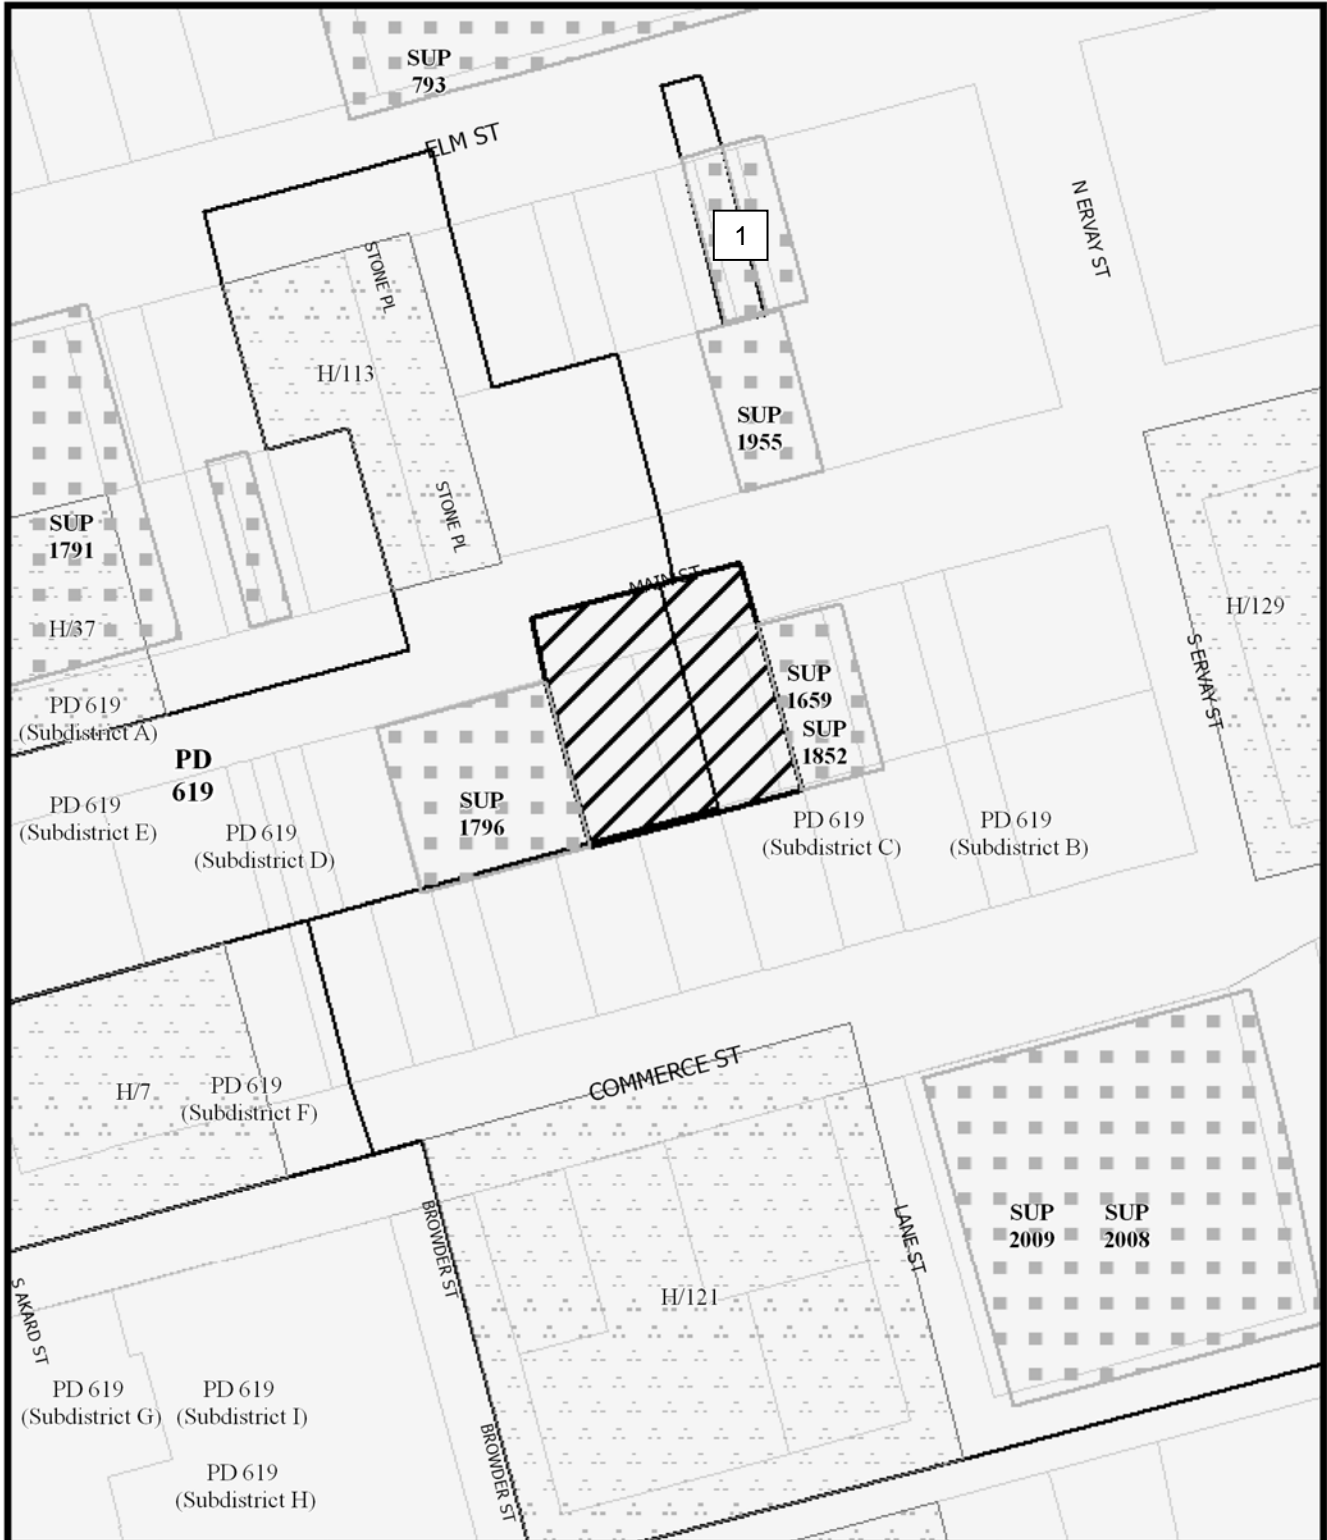 SUP
793
ELM ST
N ERVAY ST
1
STONE PL
H/113
SUP
1955
STONE PL
SUP
1791
H/37
MAIN ST
H/129
S ERVAY ST
SUP
1659
SUP
1852
PD 619
(Subdistrict A)
PD
619
PD 619
(Subdistrict E)
PD 619
(Subdistrict D)
SUP
1796
PD 619
(Subdistrict C)
PD 619
(Subdistrict B)
COMMERCE ST
H/7
PD 619
(Subdistrict F)
BROWDER ST
LANE ST
SUP
2009
SUP
2008
S AKARD ST
H/121
PD 619
(Subdistrict G)
PD 619
(Subdistrict I)
BROWDER ST
PD 619
(Subdistrict H)